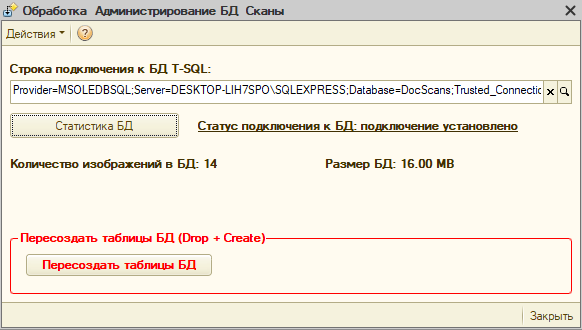 Обработка Администрирование БД Сканы
Действия
Строка подключения к БД T-SQL:
Provider=MSOLEDBSQL;Server=DESKTOP-LIH7SPO\SQLEXPRESS;Database=DocScans;Trusted_Connectio
Статистика БД Статус подключения к БД: подключение установлено
Количество изображений в БД: 14 Размер БД: 16.00 MB
Пересоздать таблицы БД (Drop + Create)
Пересоздать таблицы БД
Закрыть